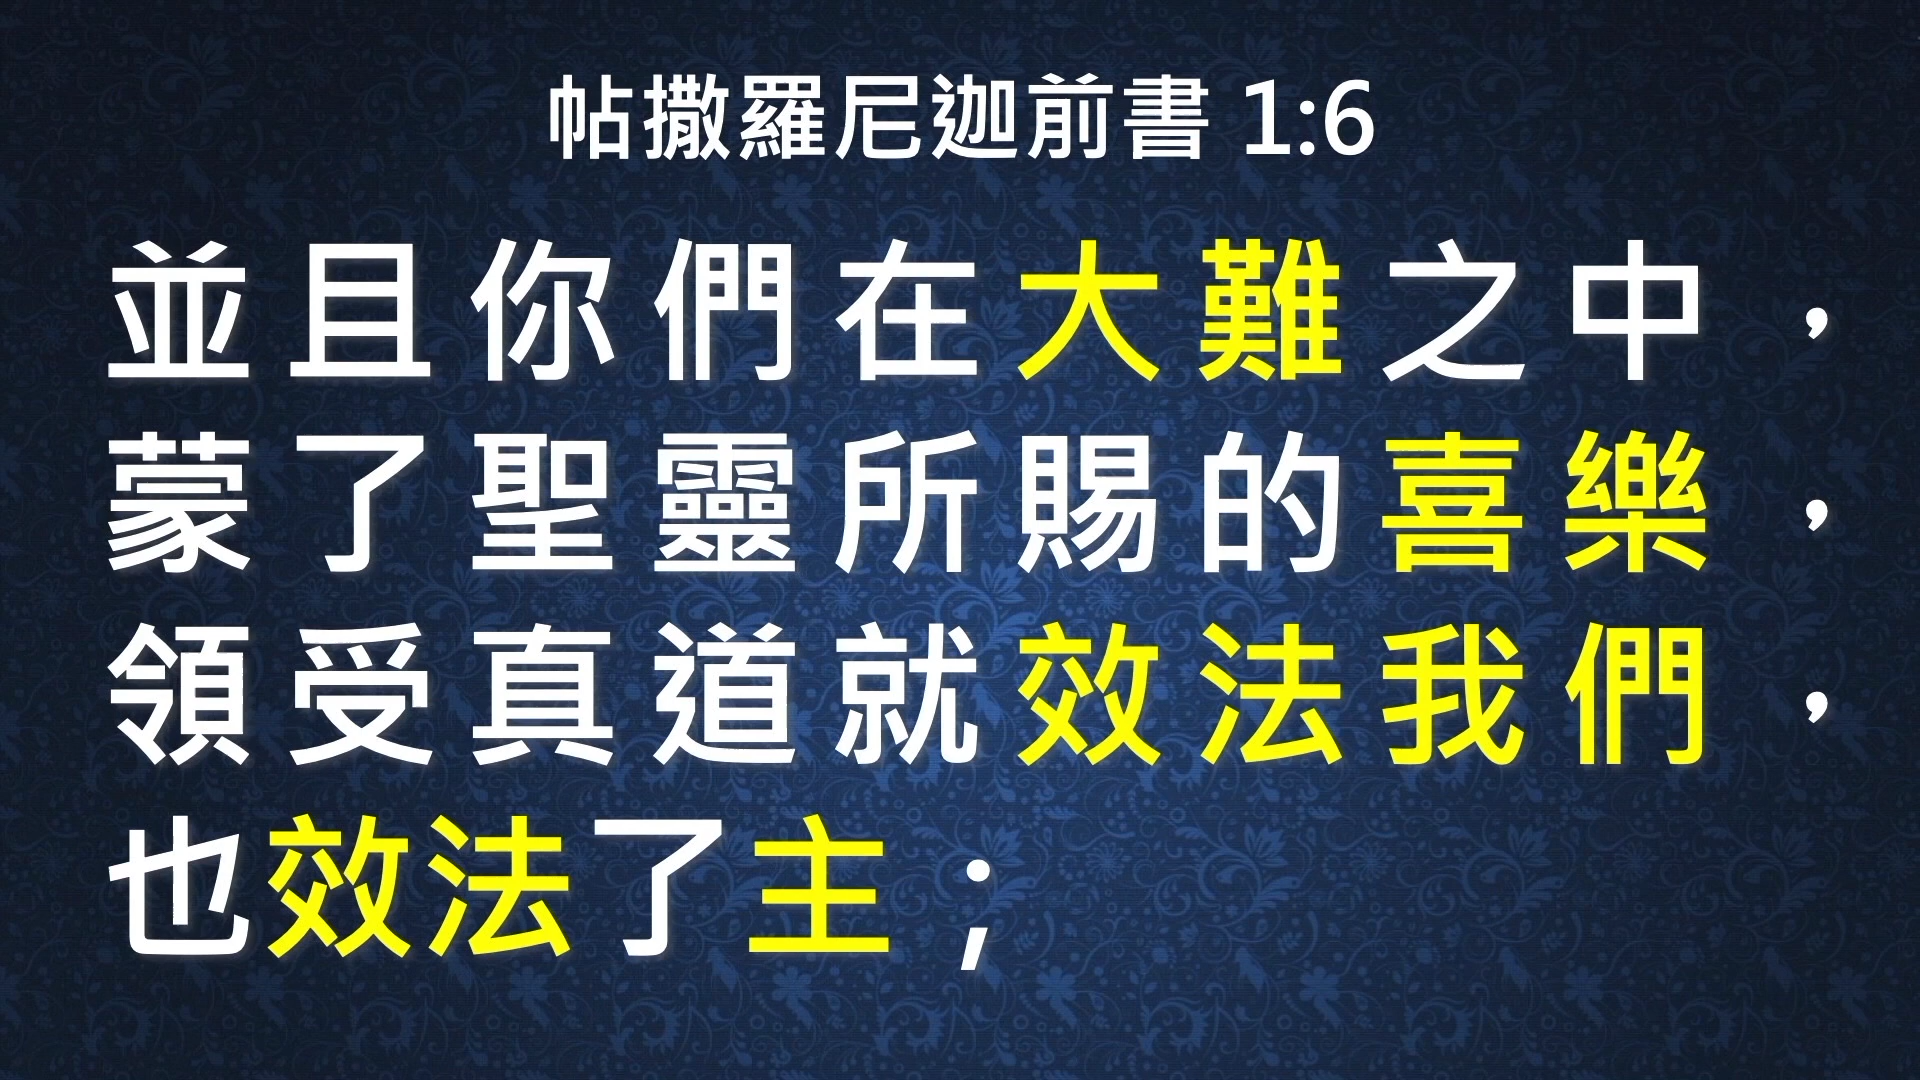 帖撒羅尼迦前書 1:6
並且你們在大難之中，
蒙了聖靈所賜的喜樂，
領受真道就效法我們，
也效法了主；